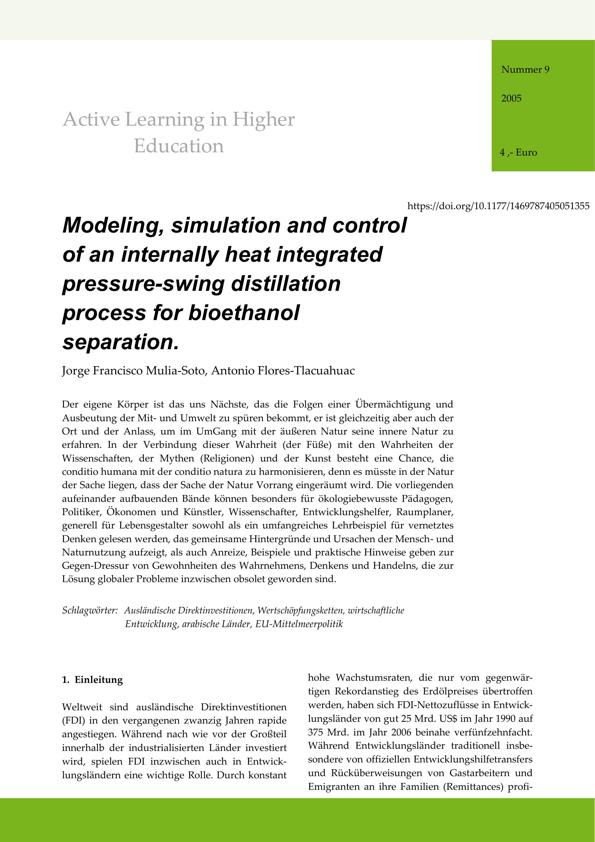 Nummer 9
2005
4 ,- Euro
Active Learning in Higher
Education
https://doi.org/10.1177/1469787405051355
Modeling, simulation and control
of an internally heat integrated
pressure-swing distillation
process for bioethanol
separation.
Jorge Francisco Mulia-Soto, Antonio Flores-Tlacuahuac
Der eigene Körper ist das uns Nächste, das die Folgen einer Übermächtigung und
Ausbeutung der Mit- und Umwelt zu spüren bekommt, er ist gleichzeitig aber auch der
Ort und der Anlass, um im UmGang mit der äußeren Natur seine innere Natur zu
erfahren. In der Verbindung dieser Wahrheit (der Füße) mit den Wahrheiten der
Wissenschaften, der Mythen (Religionen) und der Kunst besteht eine Chance, die
conditio humana mit der conditio natura zu harmonisieren, denn es müsste in der Natur
der Sache liegen, dass der Sache der Natur Vorrang eingeräumt wird. Die vorliegenden
aufeinander aufbauenden Bände können besonders für ökologiebewusste Pädagogen,
Politiker, Ökonomen und Künstler, Wissenschafter, Entwicklungshelfer, Raumplaner,
generell für Lebensgestalter sowohl als ein umfangreiches Lehrbeispiel für vernetztes
Denken gelesen werden, das gemeinsame Hintergründe und Ursachen der Mensch- und
Naturnutzung aufzeigt, als auch Anreize, Beispiele und praktische Hinweise geben zur
Gegen-Dressur von Gewohnheiten des Wahrnehmens, Denkens und Handelns, die zur
Lösung globaler Probleme inzwischen obsolet geworden sind.
Schlagwörter: Ausländische Direktinvestitionen, Wertschöpfungsketten, wirtschaftliche
Entwicklung, arabische Länder, EU-Mittelmeerpolitik
1. Einleitung
Weltweit sind ausländische Direktinvestitionen
(FDI) in den vergangenen zwanzig Jahren rapide
angestiegen. Während nach wie vor der Großteil
innerhalb der industrialisierten Länder investiert
wird, spielen FDI inzwischen auch in Entwick-
lungsländern eine wichtige Rolle. Durch konstant
hohe Wachstumsraten, die nur vom gegenwär-
tigen Rekordanstieg des Erdölpreises übertroffen
werden, haben sich FDI-Nettozuflüsse in Entwick-
lungsländer von gut 25 Mrd. US$ im Jahr 1990 auf
375 Mrd. im Jahr 2006 beinahe verfünfzehnfacht.
Während Entwicklungsländer traditionell insbe-
sondere von offiziellen Entwicklungshilfetransfers
und Rücküberweisungen von Gastarbeitern und
Emigranten an ihre Familien (Remittances) profi-